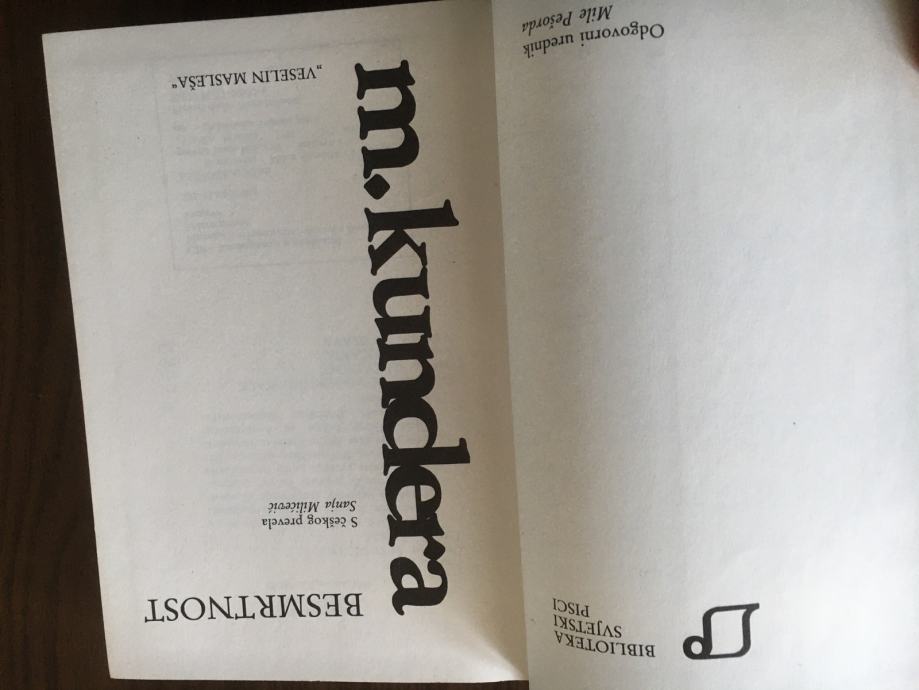 BIBLIOTEKA
SVJETSKI
PISCI
Odgovorni urednik
Mile Pešorda
m.kundera
BESMRTNOST
S češkog prevela
Sanja Milićević
„VESELIN MASLEŠA“